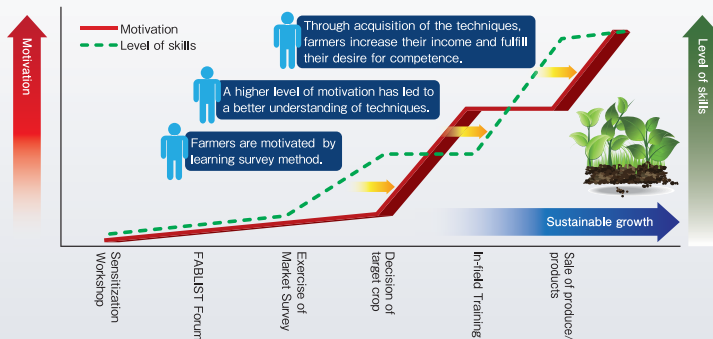 Motivation
Motivation
Level of skills
Through acquisition of the techniques,
farmers increase their income and fulfill
their desire for competence.
A higher level of motivation has led to
a better understanding of techniques.
Farmers are motivated by
learning survey method.
Level of skills
Sustainable growth
Sensitization
Workshop
FABLIST Forum
Exercise of
Market Survey
Decision of
target crop
In-field Training
Sale of produce/
products